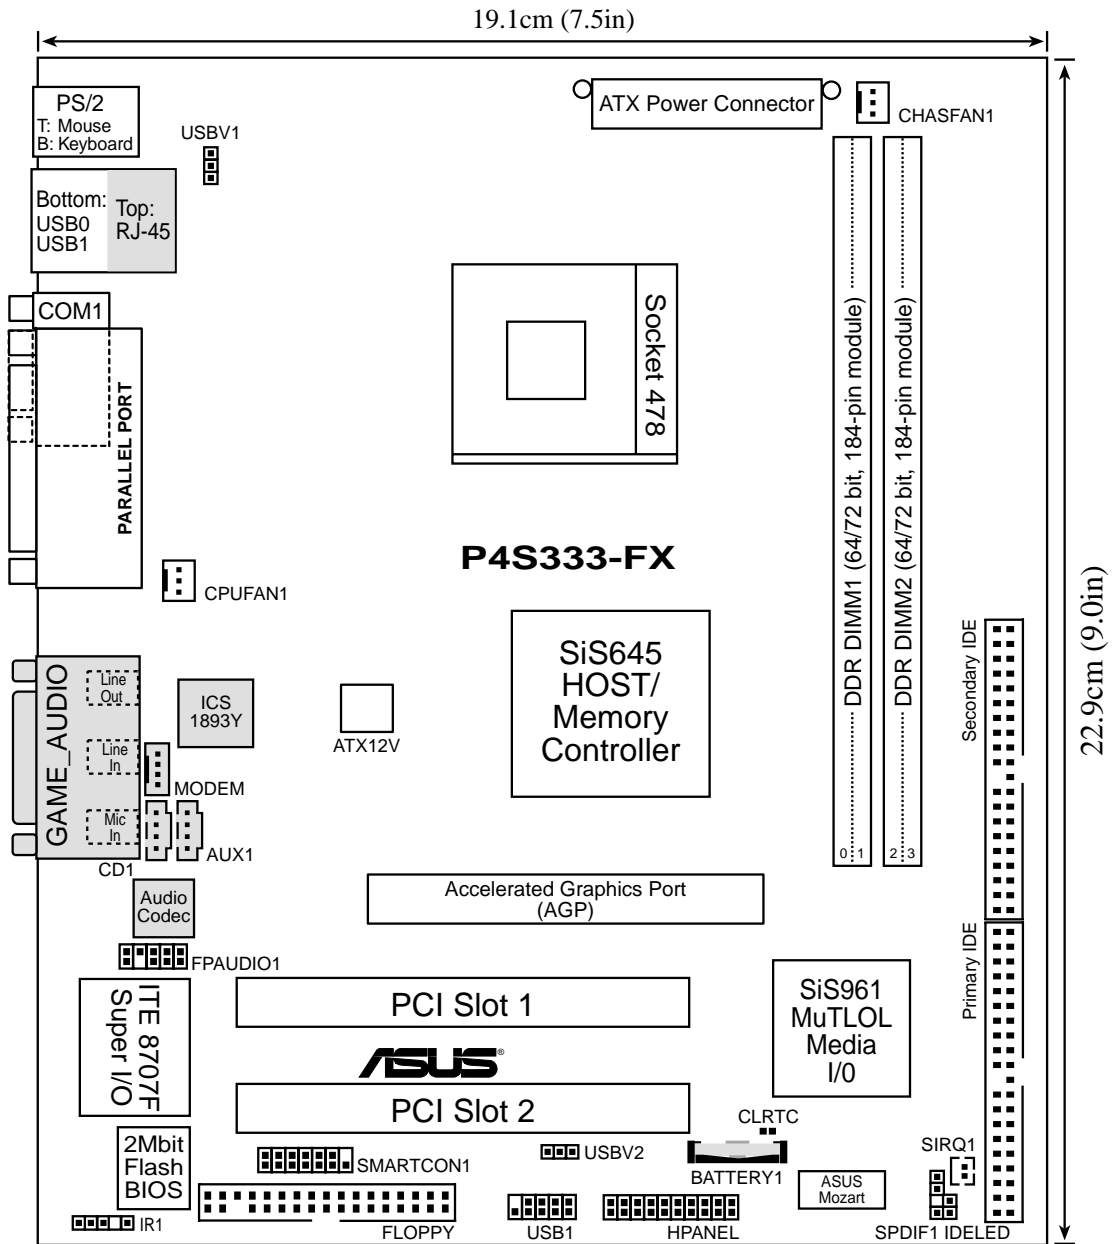 19.1cm (7.5in)
PS/2
T: Mouse
B: Keyboard
USBV1
ATX Power Connector
CHASFAN1
Bottom:
USB0
USB1
Top:
RJ-45
COM1
PARALLEL PORT
Socket 478
DDR DIMM1 (64/72 bit, 184-pin module)
DDR DIMM2 (64/72 bit, 184-pin module)
0 1
2 3
P4S333-FX
CPUFAN1
22.9cm (9.0in)
SiS645
HOST/
Memory
Controller
Secondary IDE
GAME_AUDIO
Line
Out
Line
In
Mic
In
ICS
1893Y
ATX12V
MODEM
CD1
AUX1
Audio
Codec
Accelerated Graphics Port
(AGP)
FPAUDIO1
Primary IDE
ITE 8707F
Super I/O
PCI Slot 1
SiS961
MuTLOL
Media
I/0
ASUS®
PCI Slot 2
CLRTC
2Mbit
Flash
BIOS
SMARTCON1
USBV2
BATTERY1
ASUS
Mozart
SIRQ1
IR1
FLOPPY
USB1
HPANEL
SPDIF1 IDELED